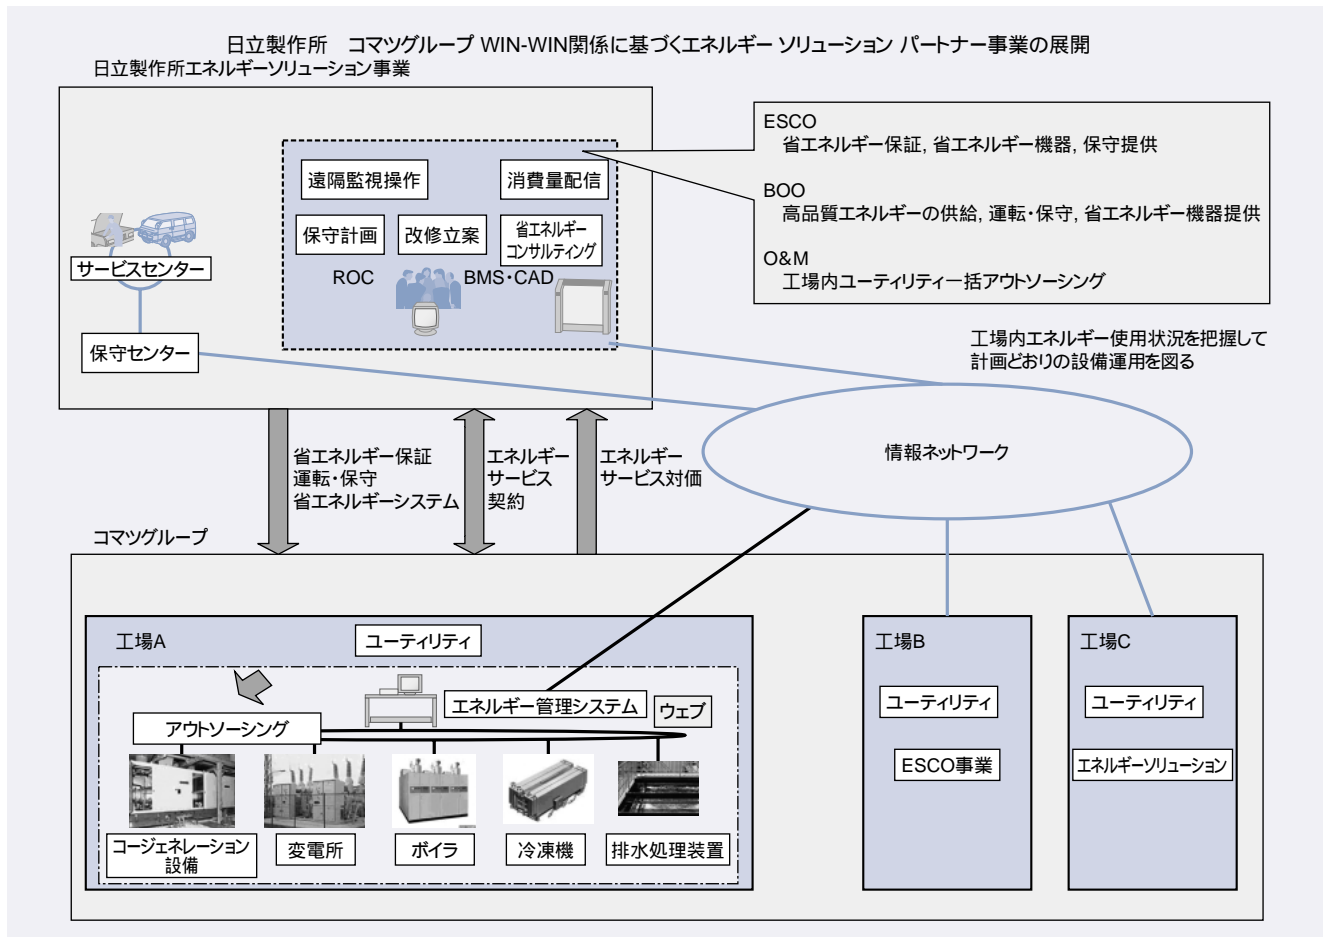 日立製作所　コマツグループ WIN-WIN関係に基づくエネルギー ソリューション パートナー事業の展開
日立製作所エネルギーソリューション事業
遠隔監視操作
消費量配信
保守計画
改修立案
省エネルギー
コンサルティング
ROC
BMS・CAD
サービスセンター
保守センター
ESCO
省エネルギー保証, 省エネルギー機器, 保守提供
BOO
高品質エネルギーの供給, 運転・保守, 省エネルギー機器提供
O&M
工場内ユーティリティ一括アウトソーシング
工場内エネルギー使用状況を把握して
計画どおりの設備運用を図る
情報ネットワーク
省エネルギー保証
運転・保守
省エネルギーシステム
エネルギー
サービス
契約
エネルギー
サービス対価
コマツグループ
工場A
ユーティリティ
エネルギー管理システム
ウェブ
アウトソーシング
コージェネレーション
設備
変電所
ボイラ
冷凍機
排水処理装置
工場B
ユーティリティ
ESCO事業
工場C
ユーティリティ
エネルギーソリューション